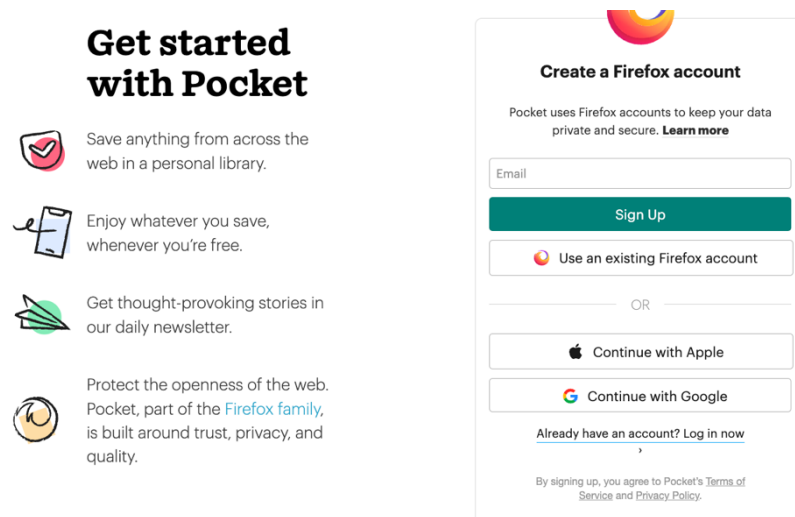 Get started
with Pocket
Save anything from across the
web in a personal library.
Enjoy whatever you save,
whenever you're free.
Get thought-provoking stories in
our daily newsletter.
Protect the openness of the web.
Pocket, part of the Firefox family,
is built around trust, privacy, and
quality.
Create a Firefox account
Pocket uses Firefox accounts to keep your data
private and secure. Learn more
Email
Sign Up
Use an existing Firefox account
OR
Continue with Apple
Continue with Google
Already have an account? Log in now
›
By signing up, you agree to Pocket's Terms of
Service and Privacy Policy.